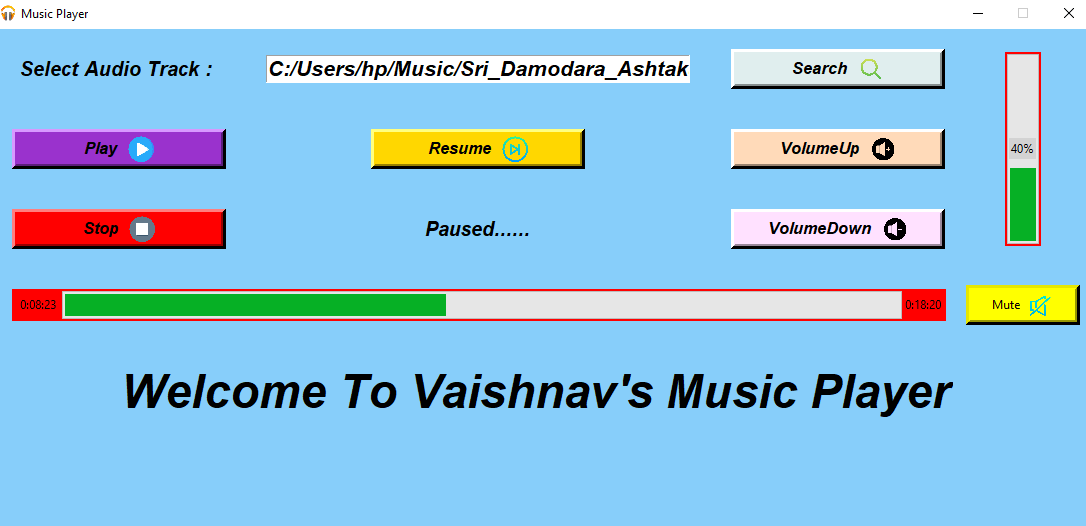 Music Player
Select Audio Track :
C:/Users/hp/Music/Sri_Damodara_Ashtak
Search
Play
Resume
VolumeUp
40%
Stop
Paused......
VolumeDown
0:08:23
0:18:20
Mute
Welcome To Vaishnav's Music Player